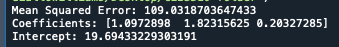 Mean Squared Error: 109.0318703647433
Coefficients: [1.0972898 1.82315625 0.20327285]
Intercept: 19.69433229303191